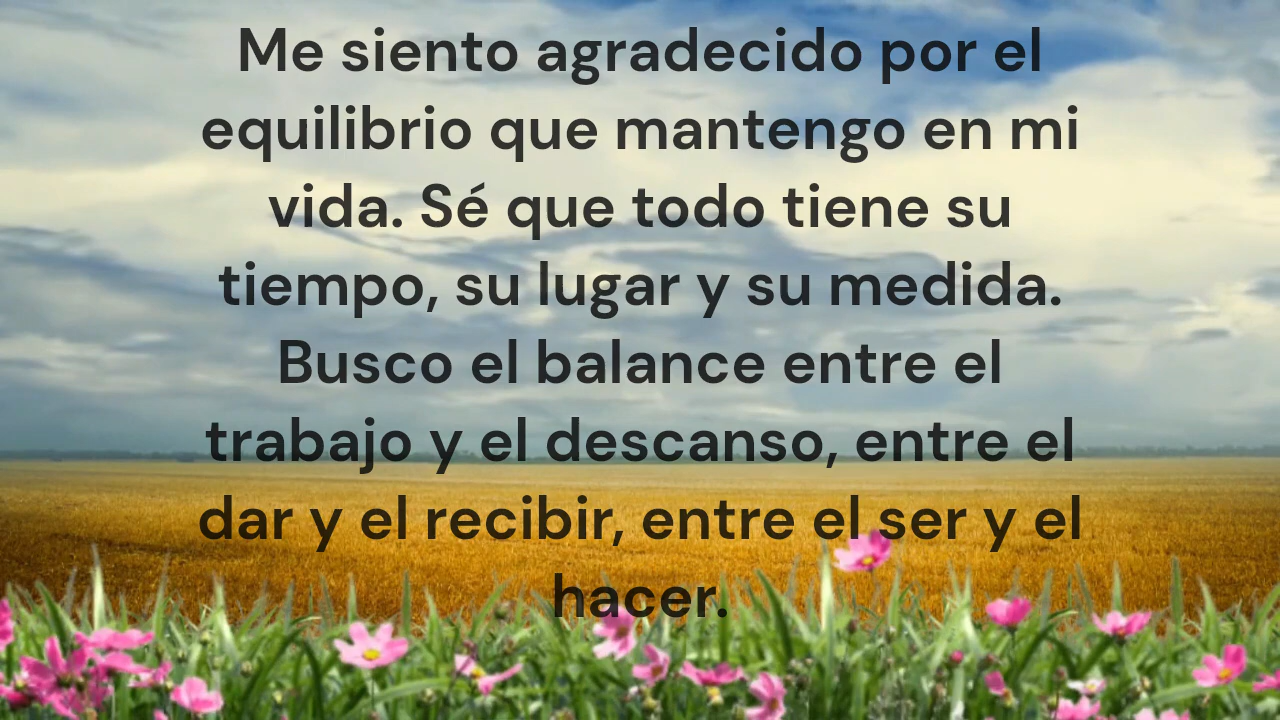 Me siento agradecido por el
equilibrio que mantengo en mi
vida. Sé que todo tiene su
tiempo, su lugar y su medida.
Busco el balance entre el
trabajo y el descanso, entre el
dar y el recibir, entre el ser y el
hacer.